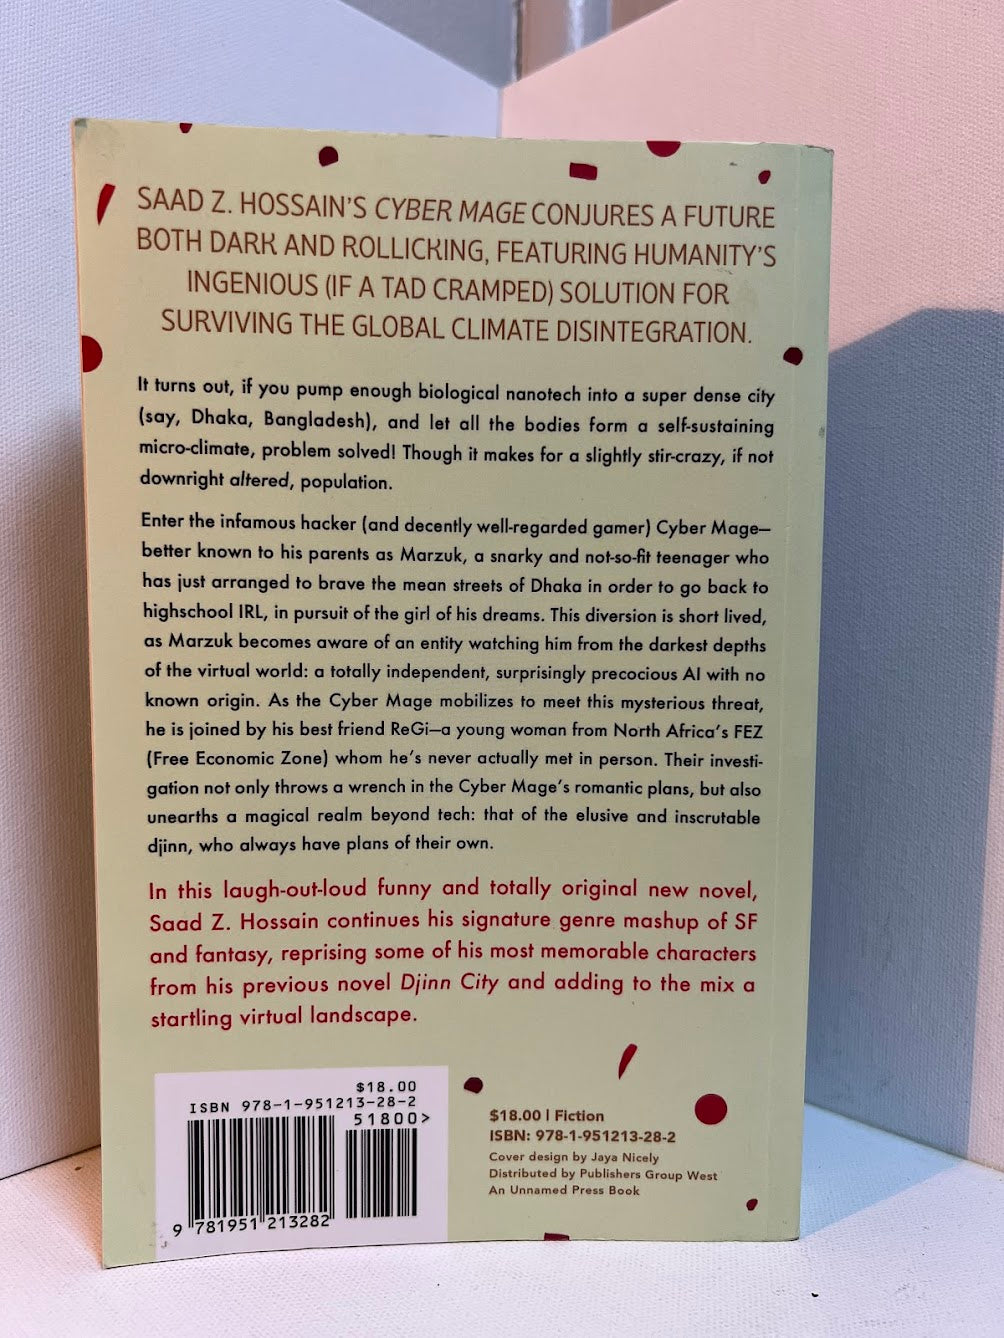 SAAD Z. HOSSAIN'S CYBER MAGE CONJURES A FUTURE
BOTH DARK AND ROLLICKING, FEATURING HUMANITY'S
INGENIOUS (IF A TAD CRAMPED) SOLUTION FOR
SURVIVING THE GLOBAL CLIMATE DISINTEGRATION.
It turns out, if you pump enough biological nanotech into a super dense city
(say, Dhaka, Bangladesh), and let all the bodies form a self-sustaining
micro-climate, problem solved! Though it makes for a slightly stir-crazy, if not
downright altered, population.
Enter the infamous hacker (and decently well-regarded gamer) Cyber Mage—
better known to his parents as Marzuk, a snarky and not-so-fit teenager who
has just arranged to brave the mean streets of Dhaka in order to go back to
highschool IRL, in pursuit of the girl of his dreams. This diversion is short lived,
as Marzuk becomes aware of an entity watching him from the darkest depths
of the virtual world: a totally independent, surprisingly precocious AI with no
known origin. As the Cyber Mage mobilizes to meet this mysterious threat,
he is joined by his best friend ReGi—a young woman from North Africa's FEZ
(Free Economic Zone) whom he's never actually met in person. Their investi-
gation not only throws a wrench in the Cyber Mage's romantic plans, but also
unearths a magical realm beyond tech: that of the elusive and inscrutable
djinn, who always have plans of their own.
In this laugh-out-loud funny and totally original new novel,
Saad Z. Hossain continues his signature genre mashup of SF
and fantasy, reprising some of his most memorable characters
from his previous novel Djinn City and adding to the mix a
startling virtual landscape.
$18.00
ISBN 978-1-951213-28-2
51800>
9 781951 213282
$18.00 | Fiction
ISBN: 978-1-951213-28-2
Cover design by Jaya Nicely
Distributed by Publishers Group West
An Unnamed Press Book